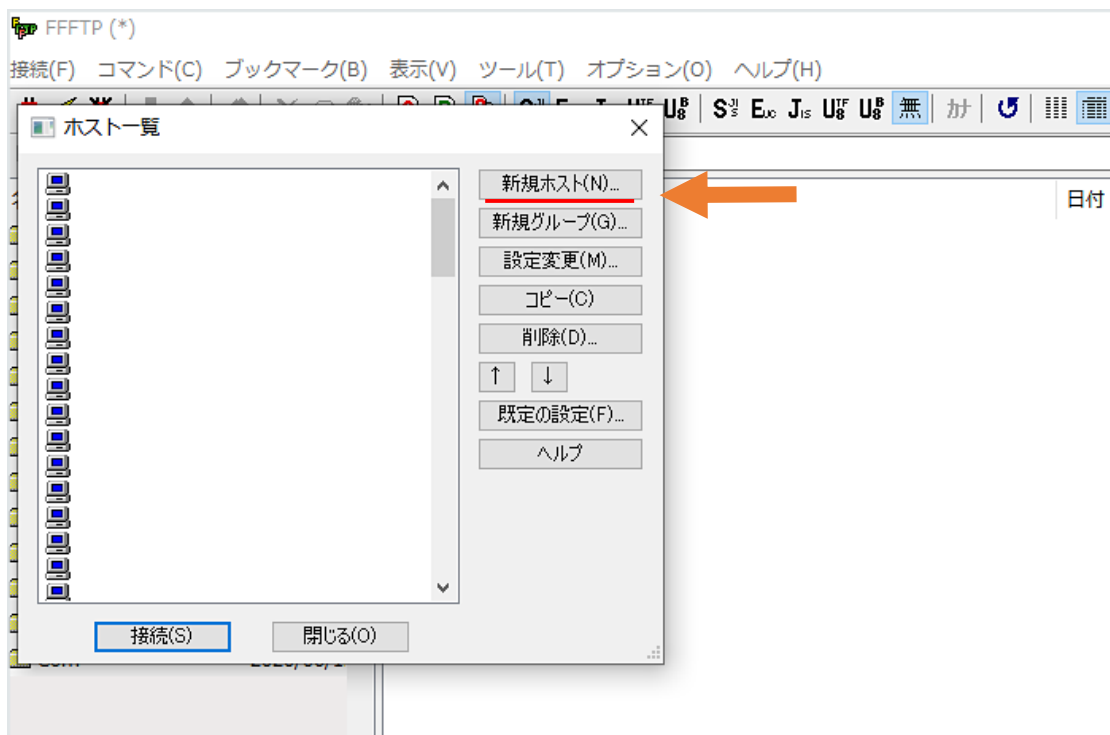 FFFTP (*)
接続(F) コマンド(C) ブックマーク(B) 表示(V) ツール(T) オプション(O) ヘルプ(H)
無 カナ
ホスト一覧
新規ホスト(N)...
日付
新規グループ(G)...
設定変更(M)...
コピー(C)
削除(D)...
↑ ↓
既定の設定(F)...
ヘルプ
接続(S) 閉じる(O)